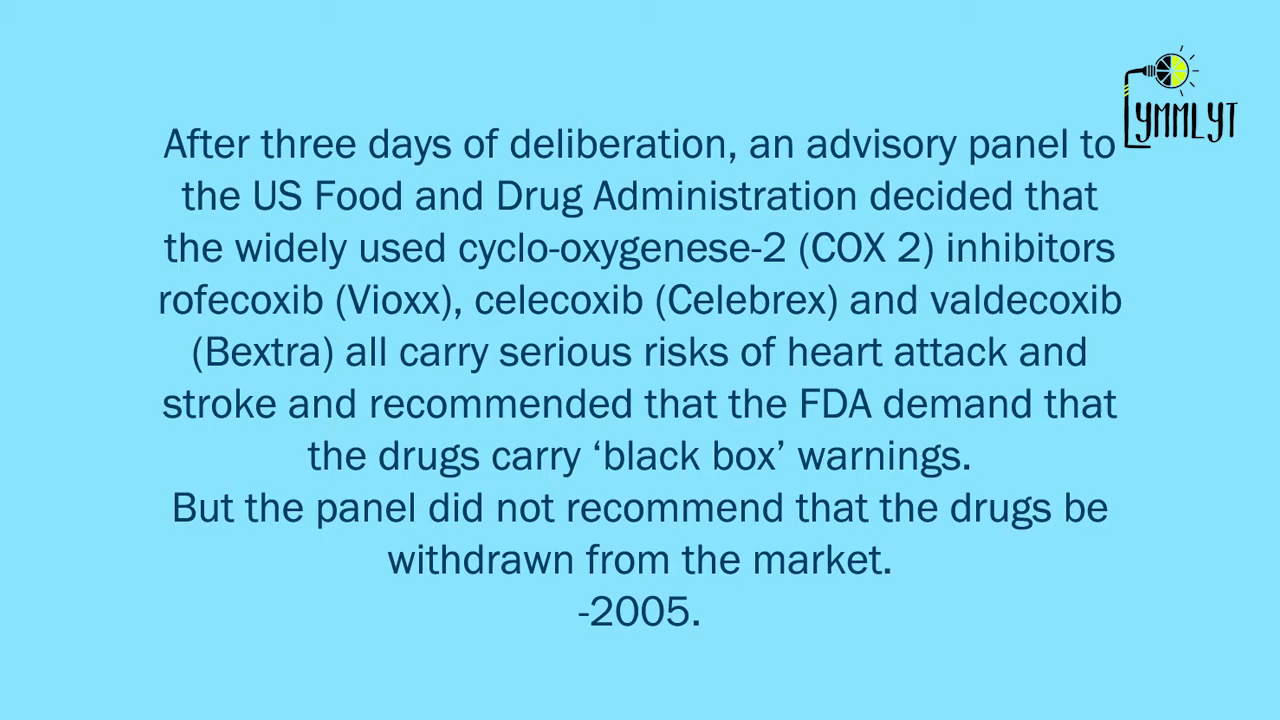 LYMMLYT
After three days of deliberation, an advisory panel to
the US Food and Drug Administration decided that
the widely used cyclo-oxygenese-2 (COX 2) inhibitors
rofecoxib (Vioxx), celecoxib (Celebrex) and valdecoxib
(Bextra) all carry serious risks of heart attack and
stroke and recommended that the FDA demand that
the drugs carry ‘black box’ warnings.
But the panel did not recommend that the drugs be
withdrawn from the market.
-2005.